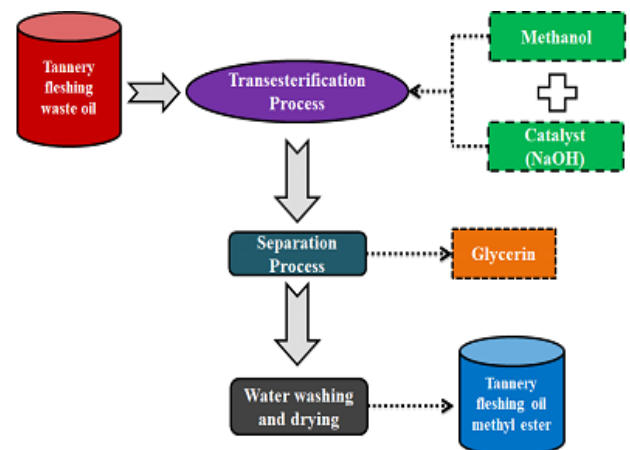 Tannery
fleshing
waste oil
Transesterification
Process
Methanol
Catalyst
(NaOH)
Separation
Process
Glycerin
Water washing
and drying
Tannery
fleshing oil
methyl ester